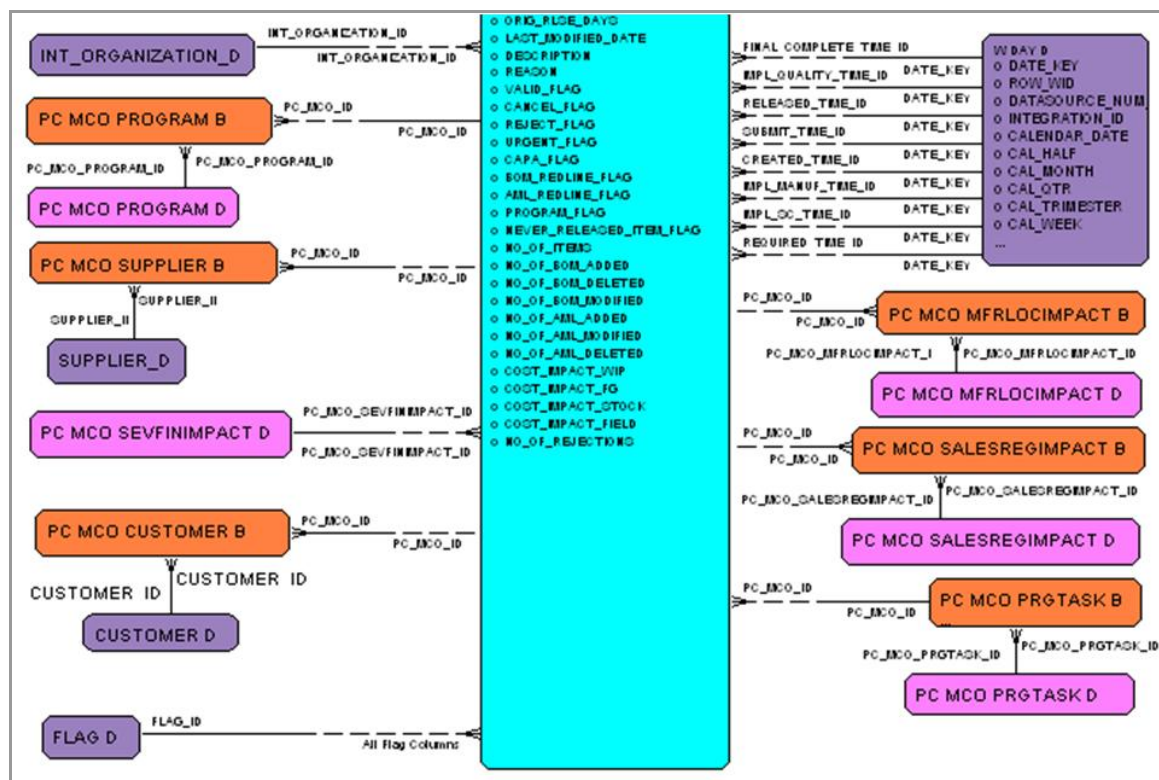 INT_ORGANIZATION_D
INT_ORGANIZATION_ID
INT_ORGANIZATION_ID
PC MCO PROGRAM B
PC_MCO_ID
PC_MCO_ID
PC_MCO_PROGRAM_ID
PC_MCO_PROGRAM_ID
PC MCO PROGRAM D
PC MCO SUPPLIER B
PC_MCO_ID
PC_MCO_ID
SUPPLIER_II
SUPPLIER_II
SUPPLIER_D
PC MCO SEVFINIMPACT D
PC_MCO_SEVFINIMPACT_ID
PC_MCO_SEVFINIMPACT_ID
PC MCO CUSTOMER B
PC_MCO_ID
PC_MCO_ID
CUSTOMER ID
CUSTOMER ID
CUSTOMER D
FLAG D
FLAG_ID
All Flag Columns
ORIG_RLSE_DAYS
LAST_MODIFIED_DATE
DESCRIPTION
REASON
VALID_FLAG
CANCEL_FLAG
REJECT_FLAG
URGENT_FLAG
CAPA_FLAG
BOM_REDLINE_FLAG
AML_REDLINE_FLAG
PROGRAM_FLAG
NEVER_RELEASED_ITEM_FLAG
NO_OF_ITEMS
NO_OF_BOM_ADDED
NO_OF_BOM_DELETED
NO_OF_BOM_MODIFIED
NO_OF_AML_ADDED
NO_OF_AML_MODIFIED
NO_OF_AML_DELETED
COST_IMPACT_WIP
COST_IMPACT_FG
COST_IMPACT_STOCK
COST_IMPACT_FIELD
NO_OF_REJECTIONS
FINAL COMPLETE TIME ID
DATE_KEY
IMPL_QUALITY_TIME_ID
DATE_KEY
RELEASED_TIME_ID
DATE_KEY
SUBMIT_TIME_ID
DATE_KEY
CREATED_TIME_ID
DATE_KEY
IMPL_MANUF_TIME_ID
DATE_KEY
IMPL_SC_TIME_ID
DATE_KEY
REQUIRED TIME ID
DATE_KEY
W DAY D
DATE_KEY
ROW_WID
DATASOURCE_NUM_
INTEGRATION_ID
CALENDAR_DATE
CAL_HALF
CAL_MONTH
CAL_QTR
CAL_TRIMESTER
CAL_WEEK
...
PC_MCO_ID
PC_MCO_ID
PC MCO MFRLOCIMPACT B
PC_MCO_MFRLOCIMPACT_I
PC_MCO_MFRLOCIMPACT_ID
PC MCO MFRLOCIMPACT D
PC_MCO_ID
PC_MCO_ID
PC MCO SALESREGIMPACT B
PC_MCO_SALESREGIMPACT_ID
PC_MCO_SALESREGIMPACT_ID
PC MCO SALESREGIMPACT D
PC_MCO_ID
PC_MCO_ID
PC MCO PRGTASK B
...
PC_MCO_PRGTASK_ID
PC_MCO_PRGTASK_ID
PC MCO PRGTASK D